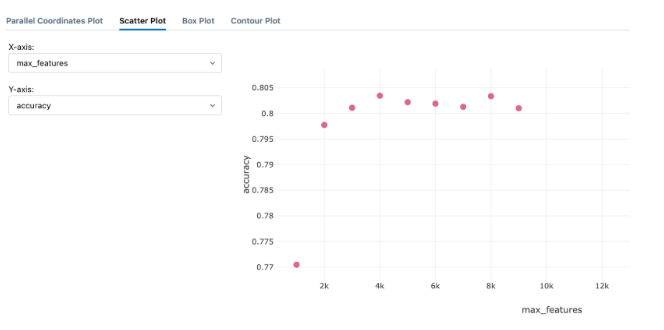 Parallel Coordinates Plot Scatter Plot Box Plot Contour Plot
X-axis:
max_features
Y-axis:
accuracy
0.805
0.8
0.795
0.79
0.785
0.78
0.775
0.77
accuracy
2k 4k 6k 8k 10k 12k
max_features